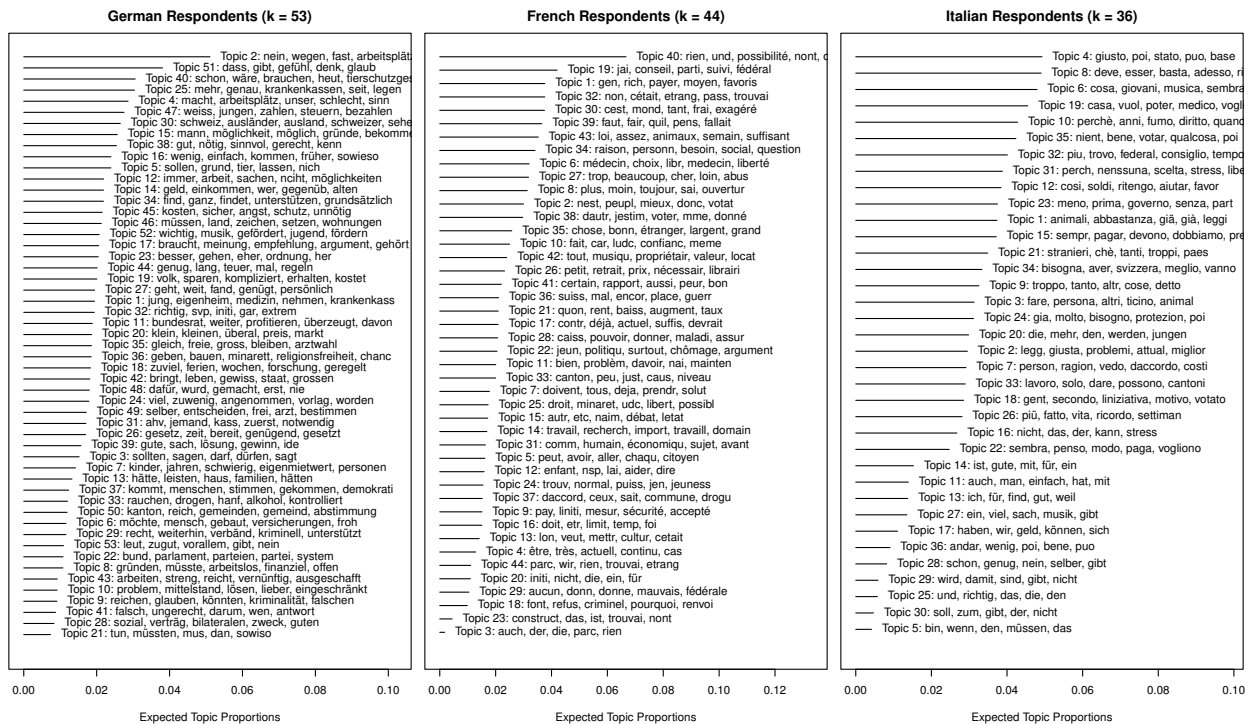 German Respondents (k = 53)
Topic 2: nein, wegen, fast, arbeitsplätz
Topic 51: dass, gibt, gefühl, denk, glaub
Topic 40: schon, wäre, brauchen, heut, tierschutzges
Topic 25: mehr, genau, krankenkassen, seit, legen
Topic 4: macht, arbeitsplätz, unser, schlecht, sinn
Topic 47: weiss, jungen, zahlen, steuern, bezahlen
Topic 30: schweiz, ausländer, ausland, schweizer, sehe
Topic 15: mann, möglichkeit, möglich, gründe, bekomme
Topic 38: gut, nötig, sinnvol, gerecht, kenn
Topic 16: wenig, einfach, kommen, früher, sowieso
Topic 5: sollen, grund, tier, lassen, nich
Topic 12: immer, arbeit, sachen, nciht, möglichkeiten
Topic 14: geld, einkommen, wer, gegenüb, alten
Topic 34: find, ganz, findet, unterstützen, grundsätzlich
Topic 45: kosten, sicher, angst, schutz, unnötig
Topic 46: müssen, land, zeichen, setzen, wohnungen
Topic 52: wichtig, musik, gefördert, jugend, fördern
Topic 17: braucht, meinung, empfehlung, argument, gehört
Topic 23: besser, gehen, eher, ordnung, her
Topic 44: genug, lang, teuer, mal, regeln
Topic 19: volk, sparen, kompliziert, erhalten, kostet
Topic 27: geht, weit, fand, genügt, persönlich
Topic 1: jung, eigenheim, medizin, nehmen, krankenkass
Topic 32: richtig, svp, initi, gar, extrem
Topic 11: bundesrat, weiter, profitieren, überzeugt, davon
Topic 20: klein, kleinen, überal, preis, markt
Topic 35: gleich, freie, gross, bleiben, arztwahl
Topic 36: geben, bauen, minarett, religionsfreiheit, chanc
Topic 18: zuviel, ferien, wochen, forschung, geregelt
Topic 42: bringt, leben, gewiss, staat, grossen
Topic 48: dafür, wurd, gemacht, erst, nie
Topic 24: viel, zuwenig, angenommen, vorlag, worden
Topic 49: selber, entscheiden, frei, arzt, bestimmen
Topic 31: ahv, jemand, kass, zuerst, notwendig
Topic 26: gesetz, zeit, bereit, genügend, gesetzt
Topic 39: gute, sach, lösung, gewinn, ide
Topic 3: sollten, sagen, darf, dürfen, sagt
Topic 7: kinder, jahren, schwierig, eigenmietwert, personen
Topic 13: hätte, leisten, haus, familien, hätten
Topic 37: kommt, menschen, stimmen, gekommen, demokrati
Topic 33: rauchen, drogen, hanf, alkohol, kontrolliert
Topic 50: kanton, reich, gemeinden, gemeind, abstimmung
Topic 6: möchte, mensch, gebaut, versicherungen, froh
Topic 29: recht, weiterhin, verbänd, kriminell, unterstützt
Topic 53: leut, zugut, vorallem, gibt, nein
Topic 22: bund, parlament, parteien, partei, system
Topic 8: gründen, müsste, arbeitslos, finanziel, offen
Topic 43: arbeiten, streng, reicht, vernünftig, ausgeschafft
Topic 10: problem, mittelstand, lösen, lieber, eingeschränkt
Topic 9: reichen, glauben, könnten, kriminalität, falschen
Topic 41: falsch, ungerecht, darum, wen, antwort
Topic 28: sozial, verträg, bilateralen, zweck, guten
Topic 21: tun, müssten, mus, dan, sowiso
0.00 0.02 0.04 0.06 0.08 0.10
Expected Topic Proportions
French Respondents (k = 44)
Topic 40: rien, und, possibilité, nont, c
Topic 19: jai, conseil, parti, suivi, fédéral
Topic 1: gen, rich, payer, moyen, favoris
Topic 32: non, cétait, etrang, pass, trouvai
Topic 30: cest, mond, tant, frai, exagéré
Topic 39: faut, fair, quil, pens, fallait
Topic 43: loi, assez, animaux, semain, suffisant
Topic 34: raison, personn, besoin, social, question
Topic 6: médecin, choix, libr, medecin, liberté
Topic 27: trop, beaucoup, cher, loin, abus
Topic 8: plus, moin, toujour, sai, ouvertur
Topic 2: nest, peupl, mieux, donc, votat
Topic 38: dautr, jestim, voter, mme, donné
Topic 35: chose, bonn, étranger, largent, grand
Topic 10: fait, car, ludc, confianc, meme
Topic 42: tout, musiqu, propriétair, valeur, locat
Topic 26: petit, retrait, prix, nécessair, librairi
Topic 41: certain, rapport, aussi, peur, bon
Topic 36: suiss, mal, encor, place, guerr
Topic 21: quon, rent, baiss, augment, taux
Topic 17: contr, déjà, actuel, suffis, devrait
Topic 28: caiss, pouvoir, donner, maladi, assur
Topic 22: jeun, politiqu, surtout, chômage, argument
Topic 11: bien, problèm, davoir, nai, mainten
Topic 33: canton, peu, just, caus, niveau
Topic 7: doivent, tous, deja, prendr, solut
Topic 25: droit, minaret, udc, libert, possibl
Topic 15: autr, etc, naim, débat, letat
Topic 14: travail, recherch, import, travaill, domain
Topic 31: comm, humain, économiqu, sujet, avant
Topic 5: peut, avoir, aller, chaqu, citoyen
Topic 12: enfant, nsp, lai, aider, dire
Topic 24: trouv, normal, puiss, jen, jeuness
Topic 37: daccord, ceux, sait, commune, drogu
Topic 9: pay, liniti, mesur, sécurité, accepté
Topic 16: doit, etr, limit, temp, foi
Topic 13: lon, veut, mettr, cultur, cetait
Topic 4: être, très, actuell, continu, cas
Topic 44: parc, wir, rien, trouvai, etrang
Topic 20: initi, nicht, die, ein, für
Topic 29: aucun, donn, donne, mauvais, fédérale
Topic 18: font, refus, criminel, pourquoi, renvoi
Topic 23: construct, das, ist, trouvai, nont
Topic 3: auch, der, die, parc, rien
0.00 0.02 0.04 0.06 0.08 0.10 0.12
Expected Topic Proportions
Italian Respondents (k = 36)
Topic 4: giusto, poi, stato, puo, base
Topic 8: deve, esser, basta, adesso, ri
Topic 6: cosa, giovani, musica, sembra
Topic 19: casa, vuol, poter, medico, vogl
Topic 10: perchè, anni, fumo, diritto, quand
Topic 35: nient, bene, votar, qualcosa, poi
Topic 32: piu, trovo, federal, consiglio, tempo
Topic 31: perch, nenssuna, scelta, stress, libe
Topic 12: cosi, soldi, ritengo, aiutar, favor
Topic 23: meno, prima, governo, senza, part
Topic 1: animali, abbastanza, giã, già, leggi
Topic 15: sempr, pagar, devono, dobbiamo, pre
Topic 21: stranieri, chè, tanti, troppi, paes
Topic 34: bisogna, aver, svizzera, meglio, vanno
Topic 9: troppo, tanto, altr, cose, detto
Topic 3: fare, persona, altri, ticino, animal
Topic 24: gia, molto, bisogno, protezion, poi
Topic 20: die, mehr, den, werden, jungen
Topic 2: legg, giusta, problemi, attual, miglior
Topic 7: person, ragion, vedo, daccordo, costi
Topic 33: lavoro, solo, dare, possono, cantoni
Topic 18: gent, secondo, liniziativa, motivo, votato
Topic 26: più, fatto, vita, ricordo, settiman
Topic 16: nicht, das, der, kann, stress
Topic 22: sembra, penso, modo, paga, vogliono
Topic 14: ist, gute, mit, für, ein
Topic 11: auch, man, einfach, hat, mit
Topic 13: ich, für, find, gut, weil
Topic 27: ein, viel, sach, musik, gibt
Topic 17: haben, wir, geld, können, sich
Topic 36: andar, wenig, poi, bene, puo
Topic 28: schon, genug, nein, selber, gibt
Topic 29: wird, damit, sind, gibt, nicht
Topic 25: und, richtig, das, die, den
Topic 30: soll, zum, gibt, der, nicht
Topic 5: bin, wenn, den, müssen, das
0.00 0.02 0.04 0.06 0.08 0.10
Expected Topic Proportions